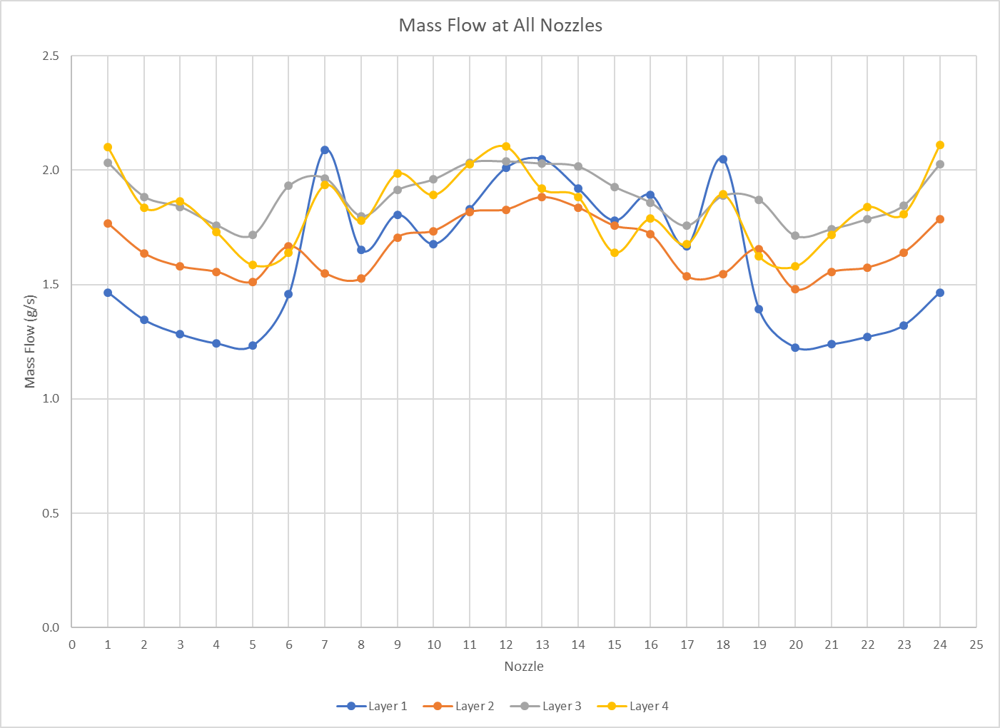 Mass Flow at All Nozzles
2.5
2.0
1.5
1.0
0.5
0.0
Mass Flow (g/s)
0 1 2 3 4 5 6 7 8 9 10 11 12 13 14 15 16 17 18 19 20 21 22 23 24 25
Nozzle
Layer 1 Layer 2 Layer 3 Layer 4